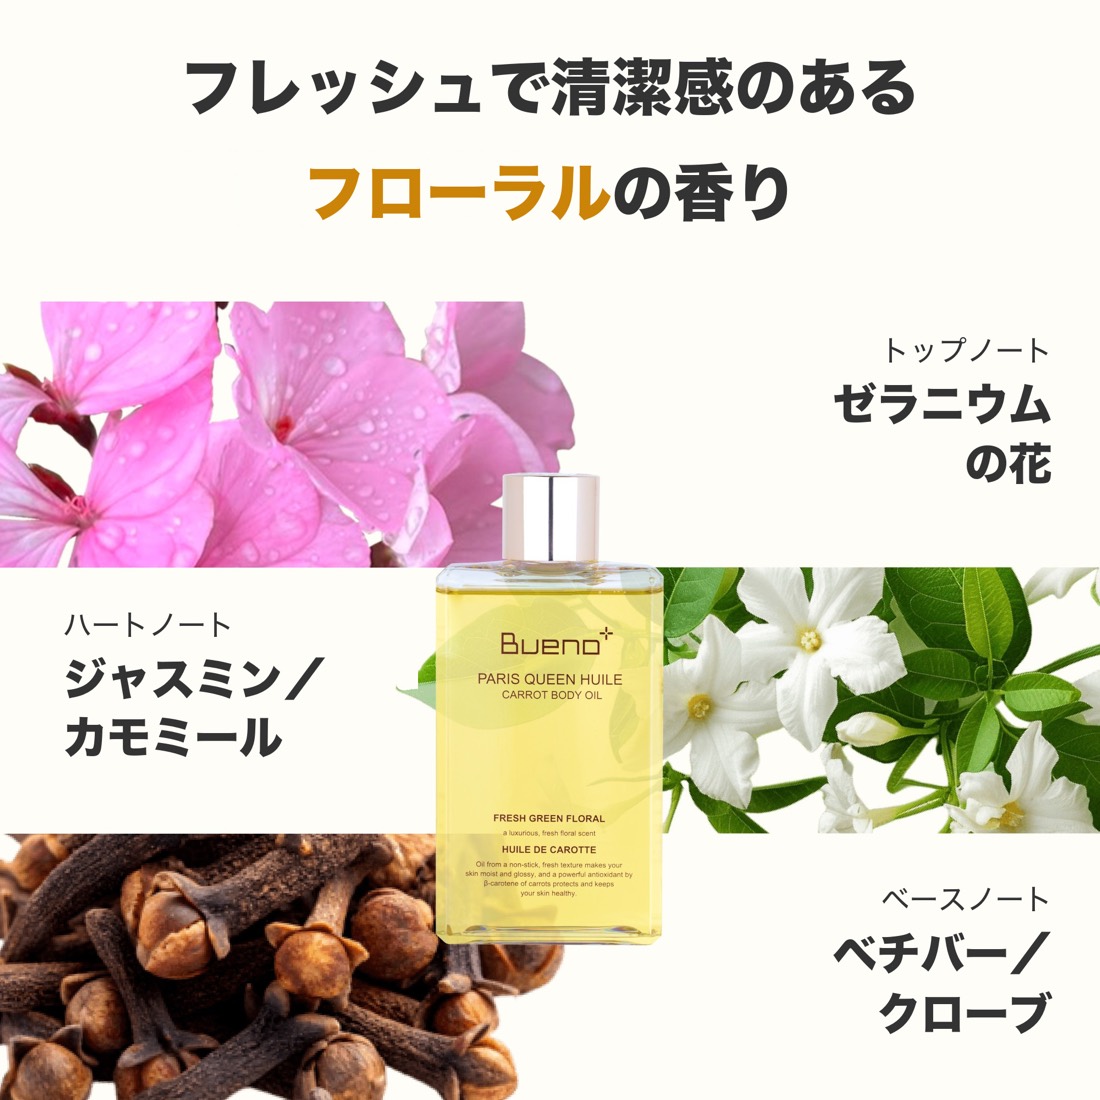 フレッシュで清潔感のある
フローラルの香り
トップノート
ゼラニウム
の花
ハートノート
ジャスミン／
カモミール
Bueno+
PARIS QUEEN HUILE
CARROT BODY OIL
FRESH GREEN FLORAL
a luxurious, fresh floral scent
HUILE DE CAROTTE
Oil from a non-stick, fresh texture makes your
skin moist and glossy, and a powerful antioxidant by
β-carotene of carrots protects and keeps
your skin healthy.
ベースノート
ベチバー／
クローブ